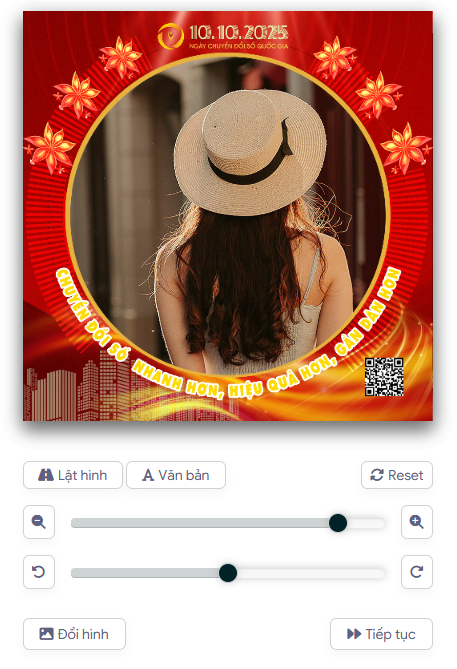 10.10.2025
NGÀY CHUYỂN ĐỔI SỐ QUỐC GIA
CHUYỂN ĐỔI SỐ NHANH HƠN, HIỆU QUẢ HƠN, GẦN DÂN HƠN
Lật hình Văn bản Reset
Đổi hình Tiếp tục